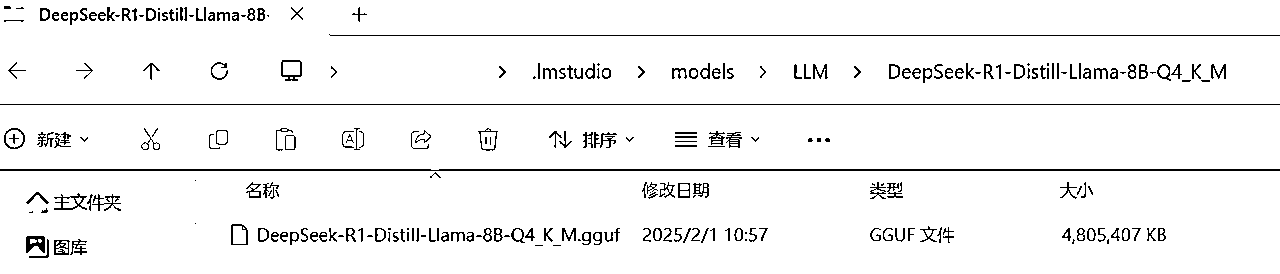 DeepSeek-R1-Distill-Llama-8B-
.lmstudio > models > LLM > DeepSeek-R1-Distill-Llama-8B-Q4_K_M
新建 排序 查看 •••
名称 修改日期 类型 大小
主文件夹
DeepSeek-R1-Distill-Llama-8B-Q4_K_M.gguf 2025/2/1 10:57 GGUF 文件 4,805,407 KB
图库